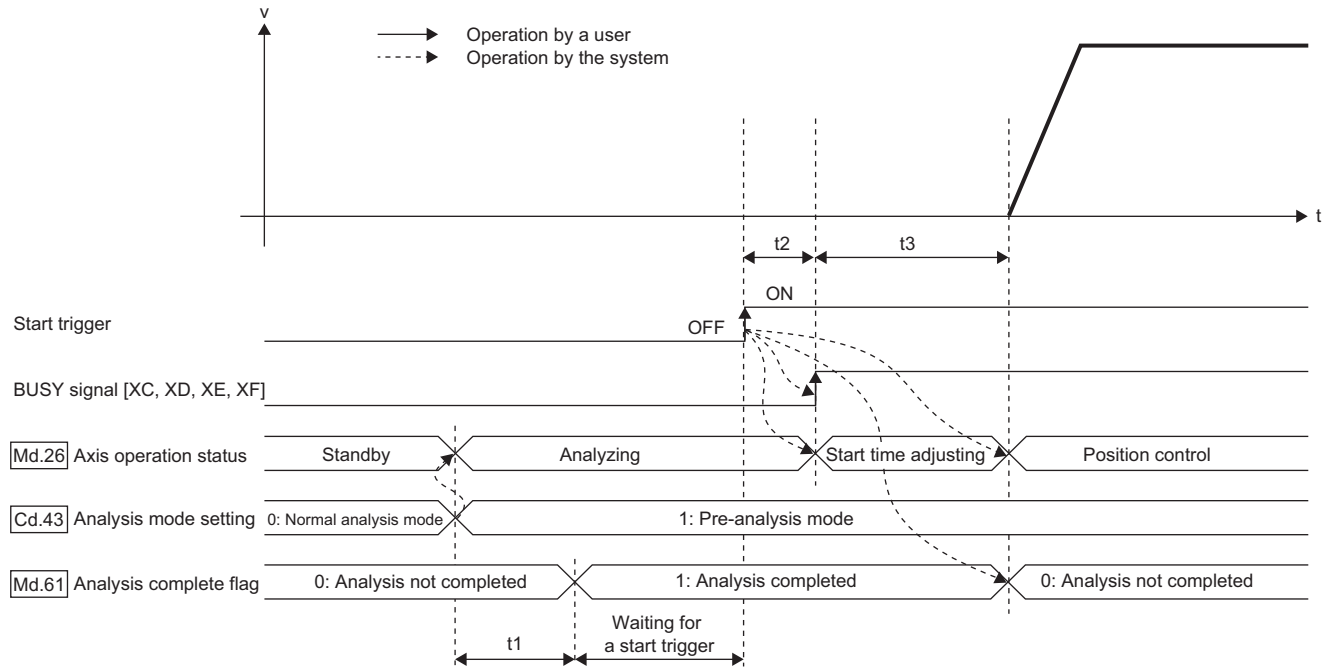 v
Operation by a user
Operation by the system
t
t2
t3
ON
Start trigger
OFF
BUSY signal [XC, XD, XE, XF]
Md.26 Axis operation status
Standby
Analyzing
Start time adjusting
Position control
Cd.43 Analysis mode setting
0: Normal analysis mode
1: Pre-analysis mode
Md.61 Analysis complete flag
0: Analysis not completed
1: Analysis completed
0: Analysis not completed
t1
Waiting for
a start trigger